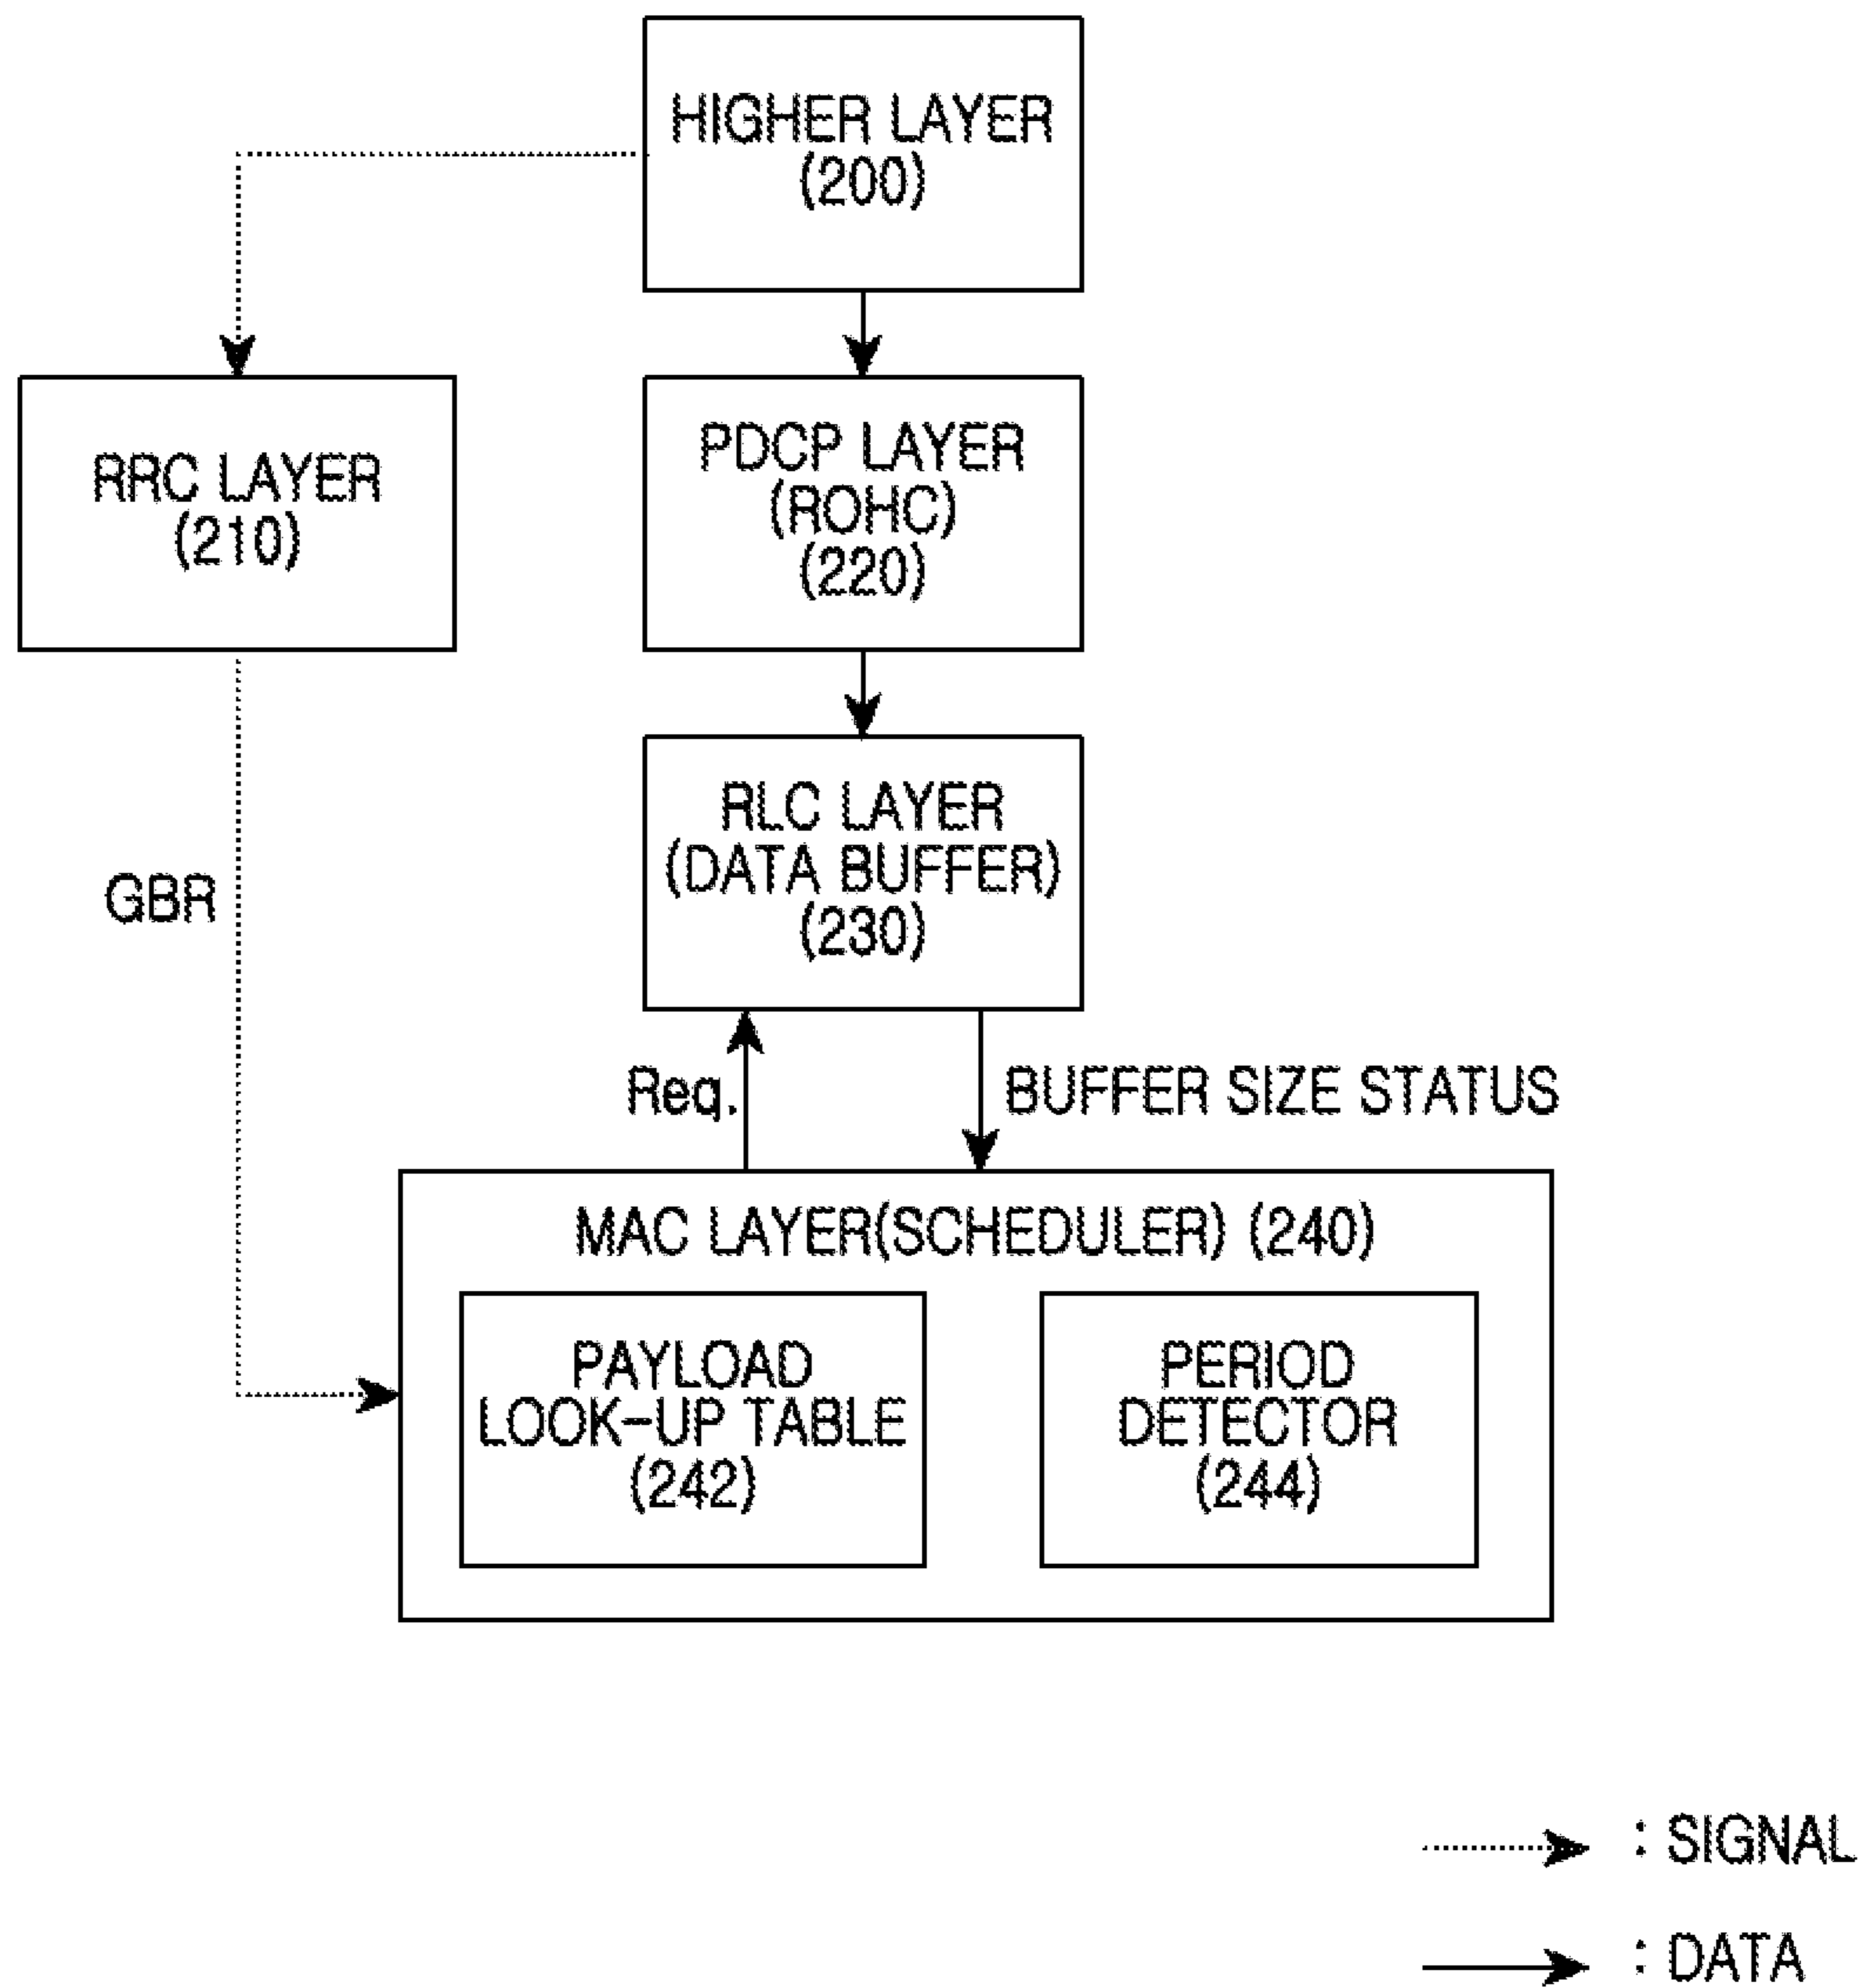 HIGHER LAYER
(200)
RRC LAYER
(210)
PDCP LAYER
(ROHC)
(220)
RLC LAYER
(DATA BUFFER)
(230)
GBR
Req.
BUFFER SIZE STATUS
MAC LAYER(SCHEDULER) (240)
PAYLOAD
LOOK-UP TABLE
(242)
PERIOD
DETECTOR
(244)
: SIGNAL
: DATA